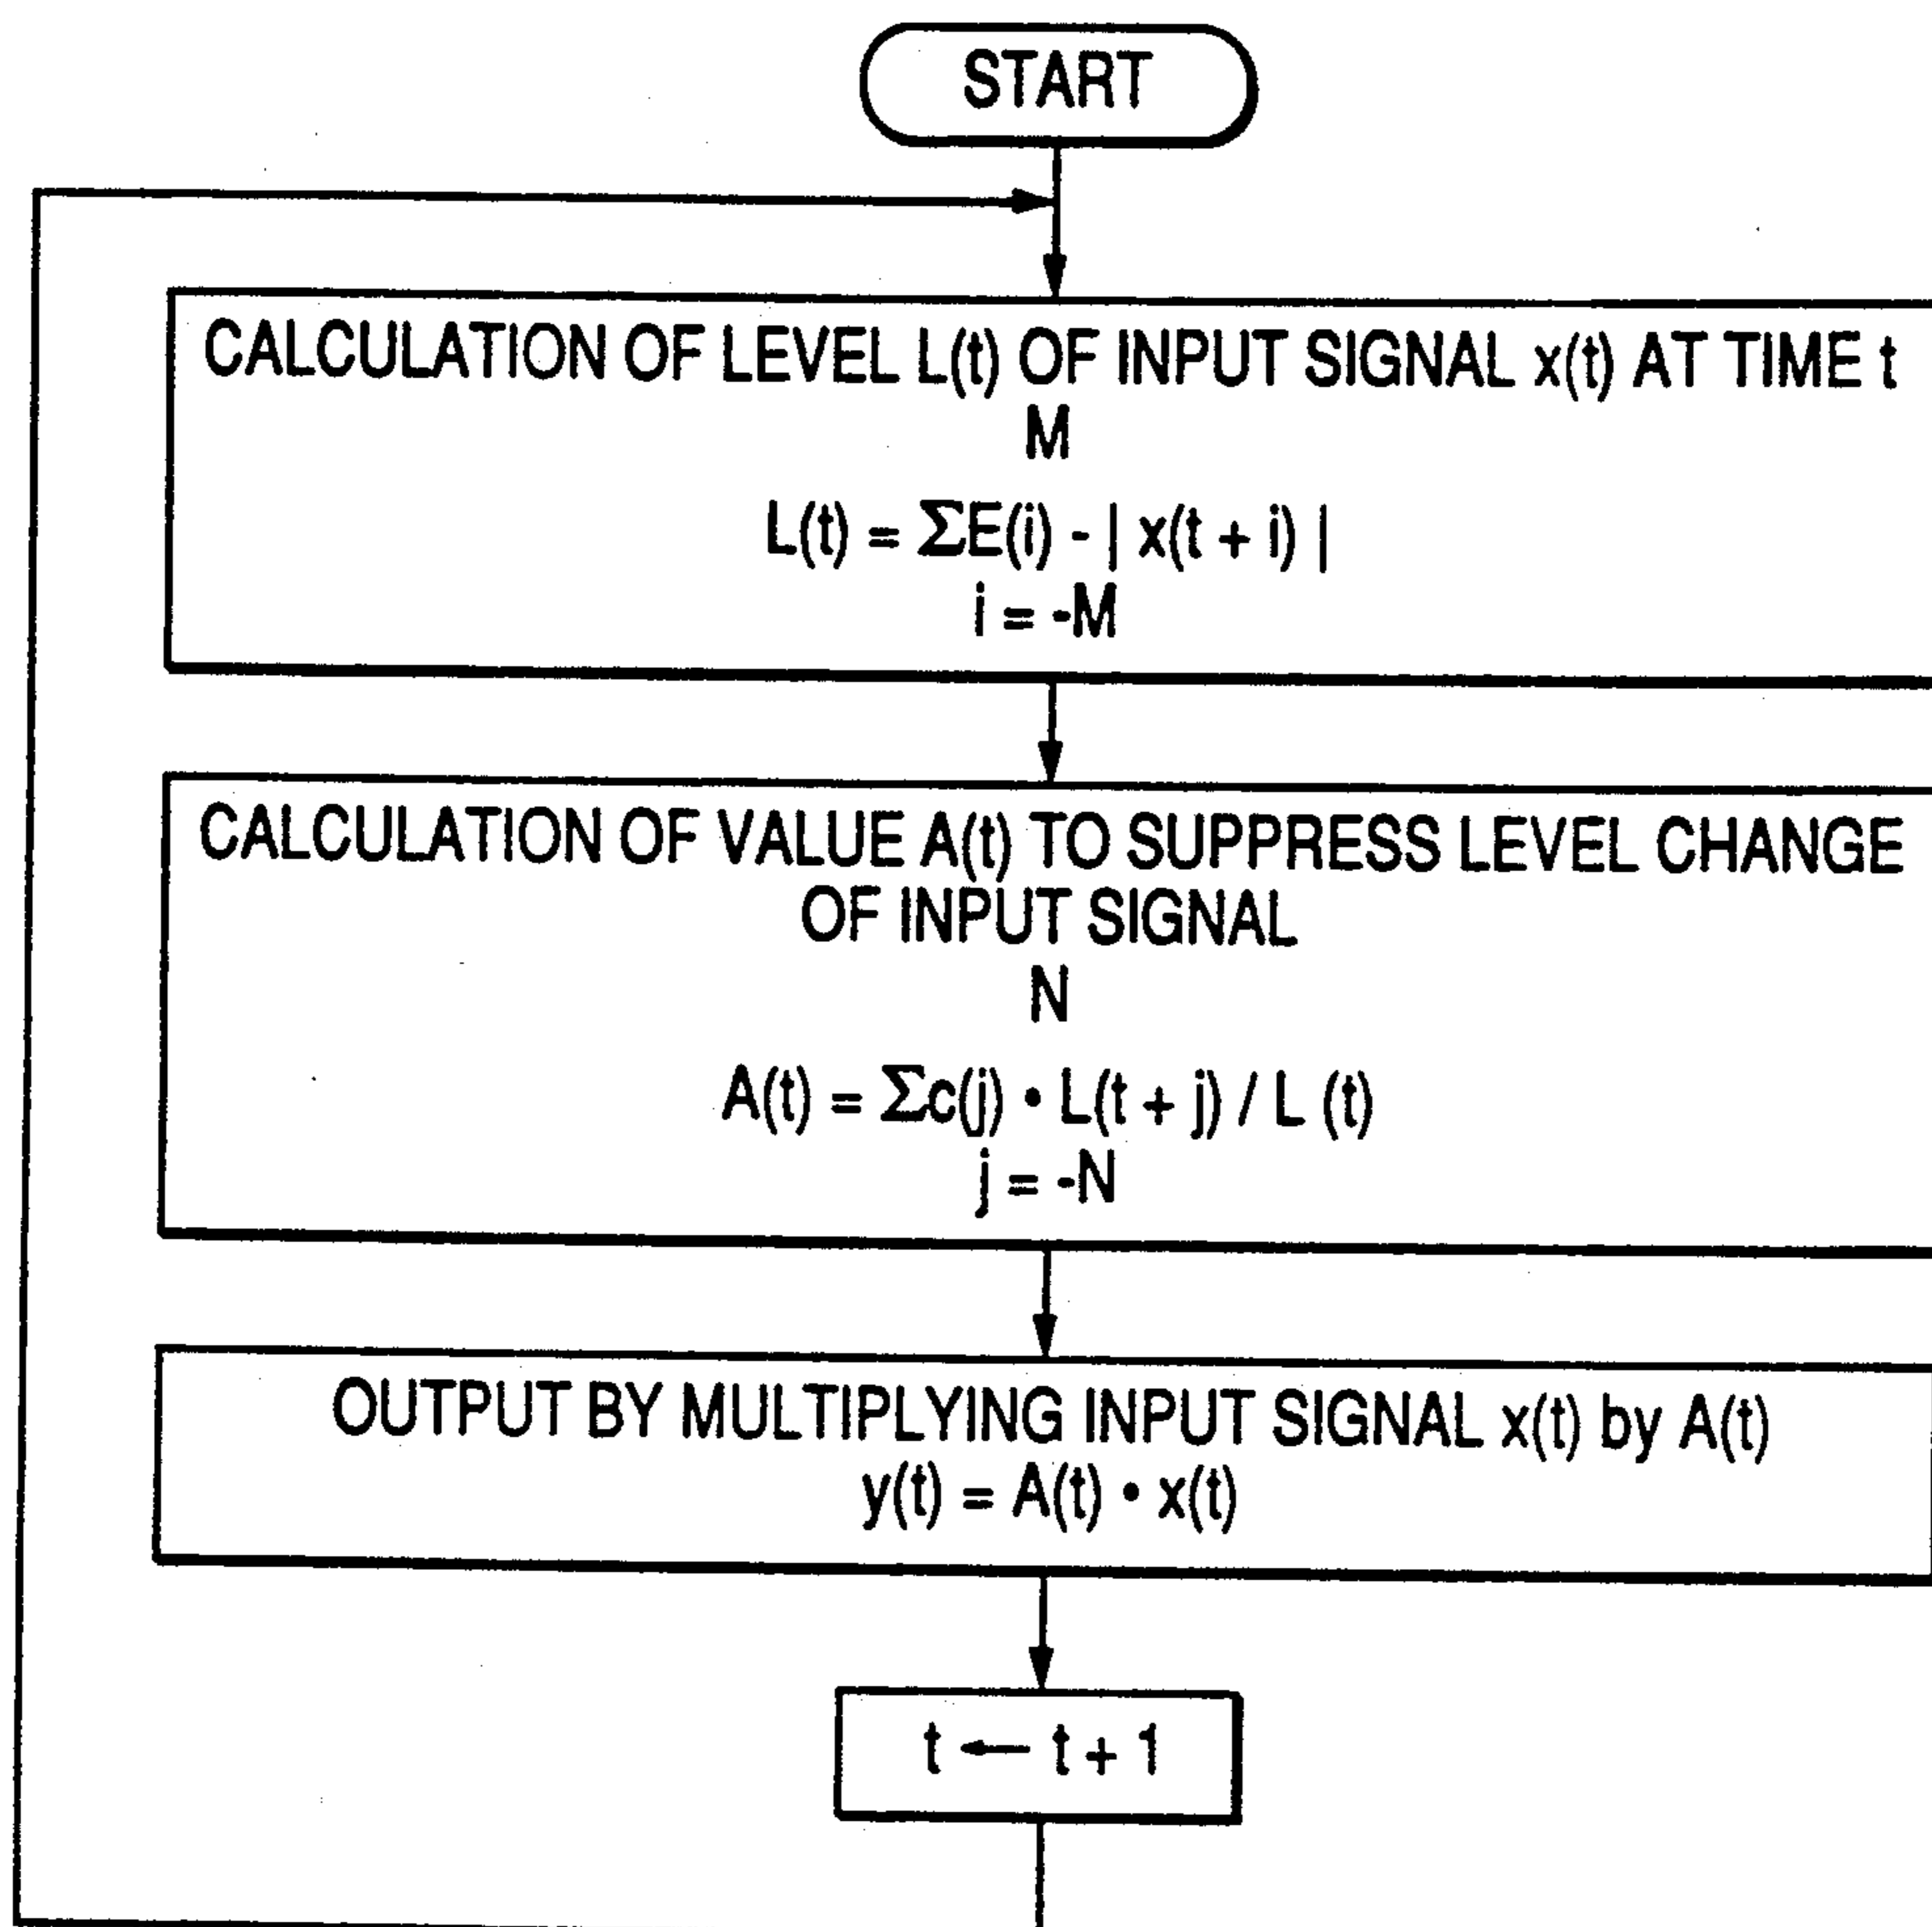 START
CALCULATION OF LEVEL L(t) OF INPUT SIGNAL x(t) AT TIME t
M
L(t) = ΣE(i) - | x(t + i) |
i = -M
CALCULATION OF VALUE A(t) TO SUPPRESS LEVEL CHANGE
OF INPUT SIGNAL
N
A(t) = Σc(j) • L(t + j) / L (t)
j = -N
OUTPUT BY MULTIPLYING INPUT SIGNAL x(t) by A(t)
y(t) = A(t) • x(t)
t ← t + 1